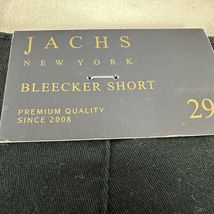 JACHS
NEW YORK
BLEECKER SHORT
PREMIUM QUALITY
SINCE 2008
29